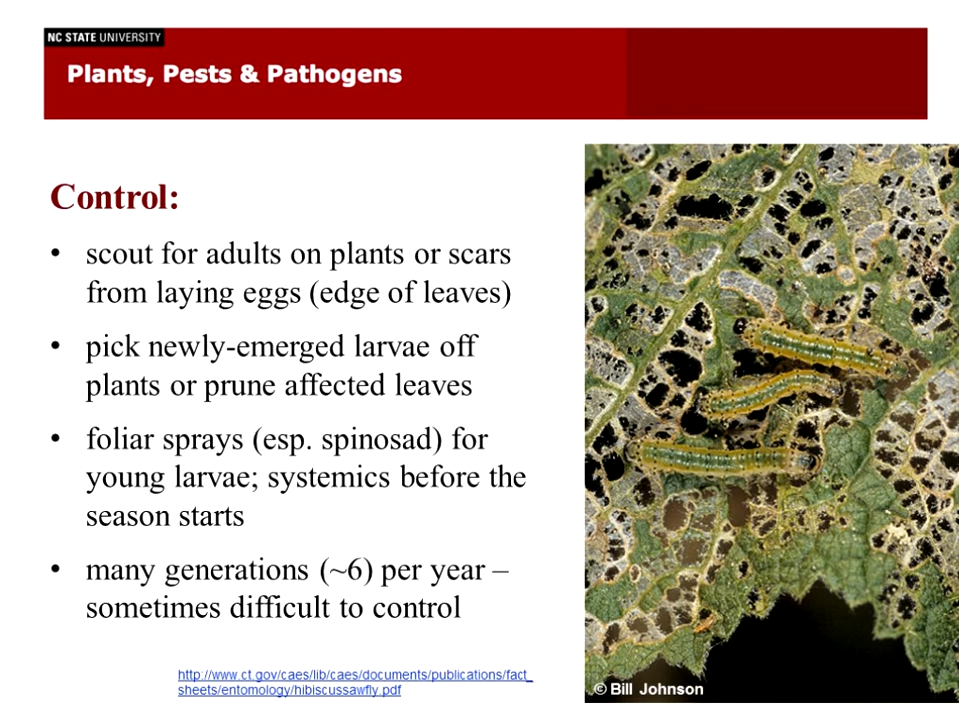 NC STATE UNIVERSITY
Plants, Pests & Pathogens
Control:
• scout for adults on plants or scars
from laying eggs (edge of leaves)
• pick newly-emerged larvae off
plants or prune affected leaves
• foliar sprays (esp. spinosad) for
young larvae; systemics before the
season starts
• many generations (~6) per year –
sometimes difficult to control
http://www.ct.gov/caes/lib/caes/documents/publications/fact_
sheets/entomology/hibiscussawfly.pdf
© Bill Johnson